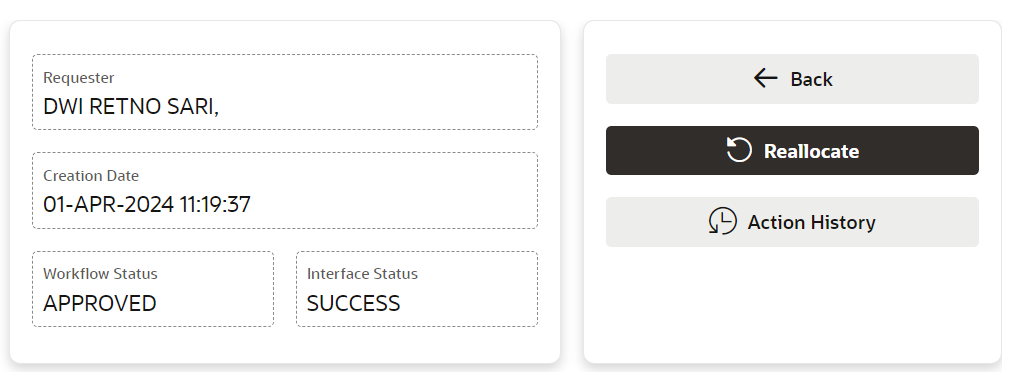 Requester
DWI RETNO SARI,
Creation Date
01-APR-2024 11:19:37
Workflow Status
APPROVED
Interface Status
SUCCESS
Back
Reallocate
Action History